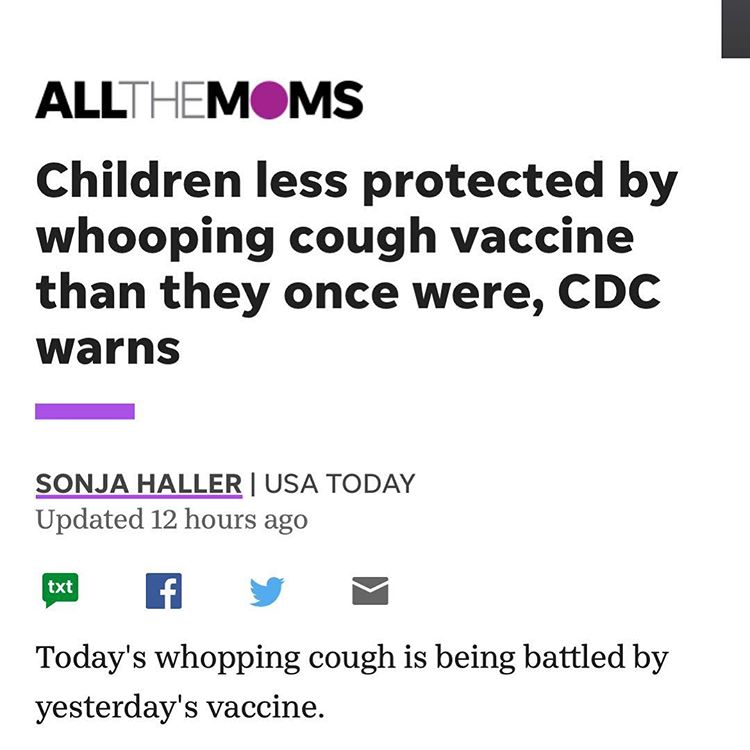 ALLTHEMOMS
Children less protected by
whooping cough vaccine
than they once were, CDC
warns
SONJA HALLER | USA TODAY
Updated 12 hours ago
txt
Today's whopping cough is being battled by
yesterday's vaccine.